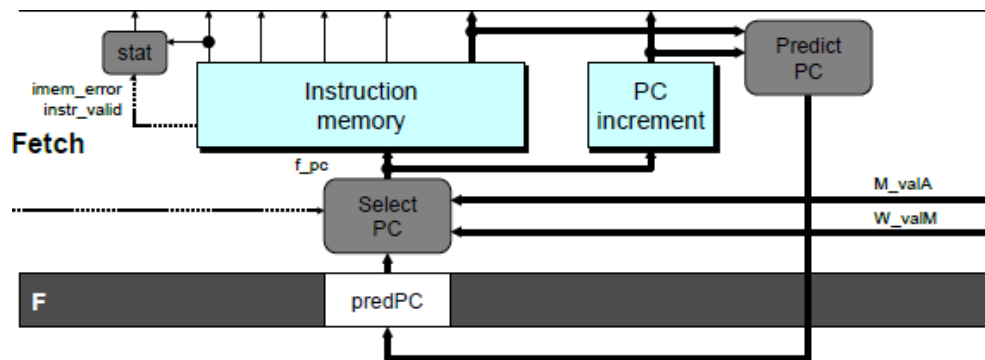 stat
Predict
PC
imem_error
instr_valid
Instruction
memory
PC
increment
Fetch
f_pc
M_valA
Select
PC
W_valM
F
predPC